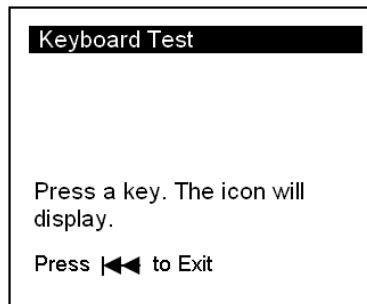 Keyboard Test
Press a key. The icon will
display.
Press |◀◀ to Exit